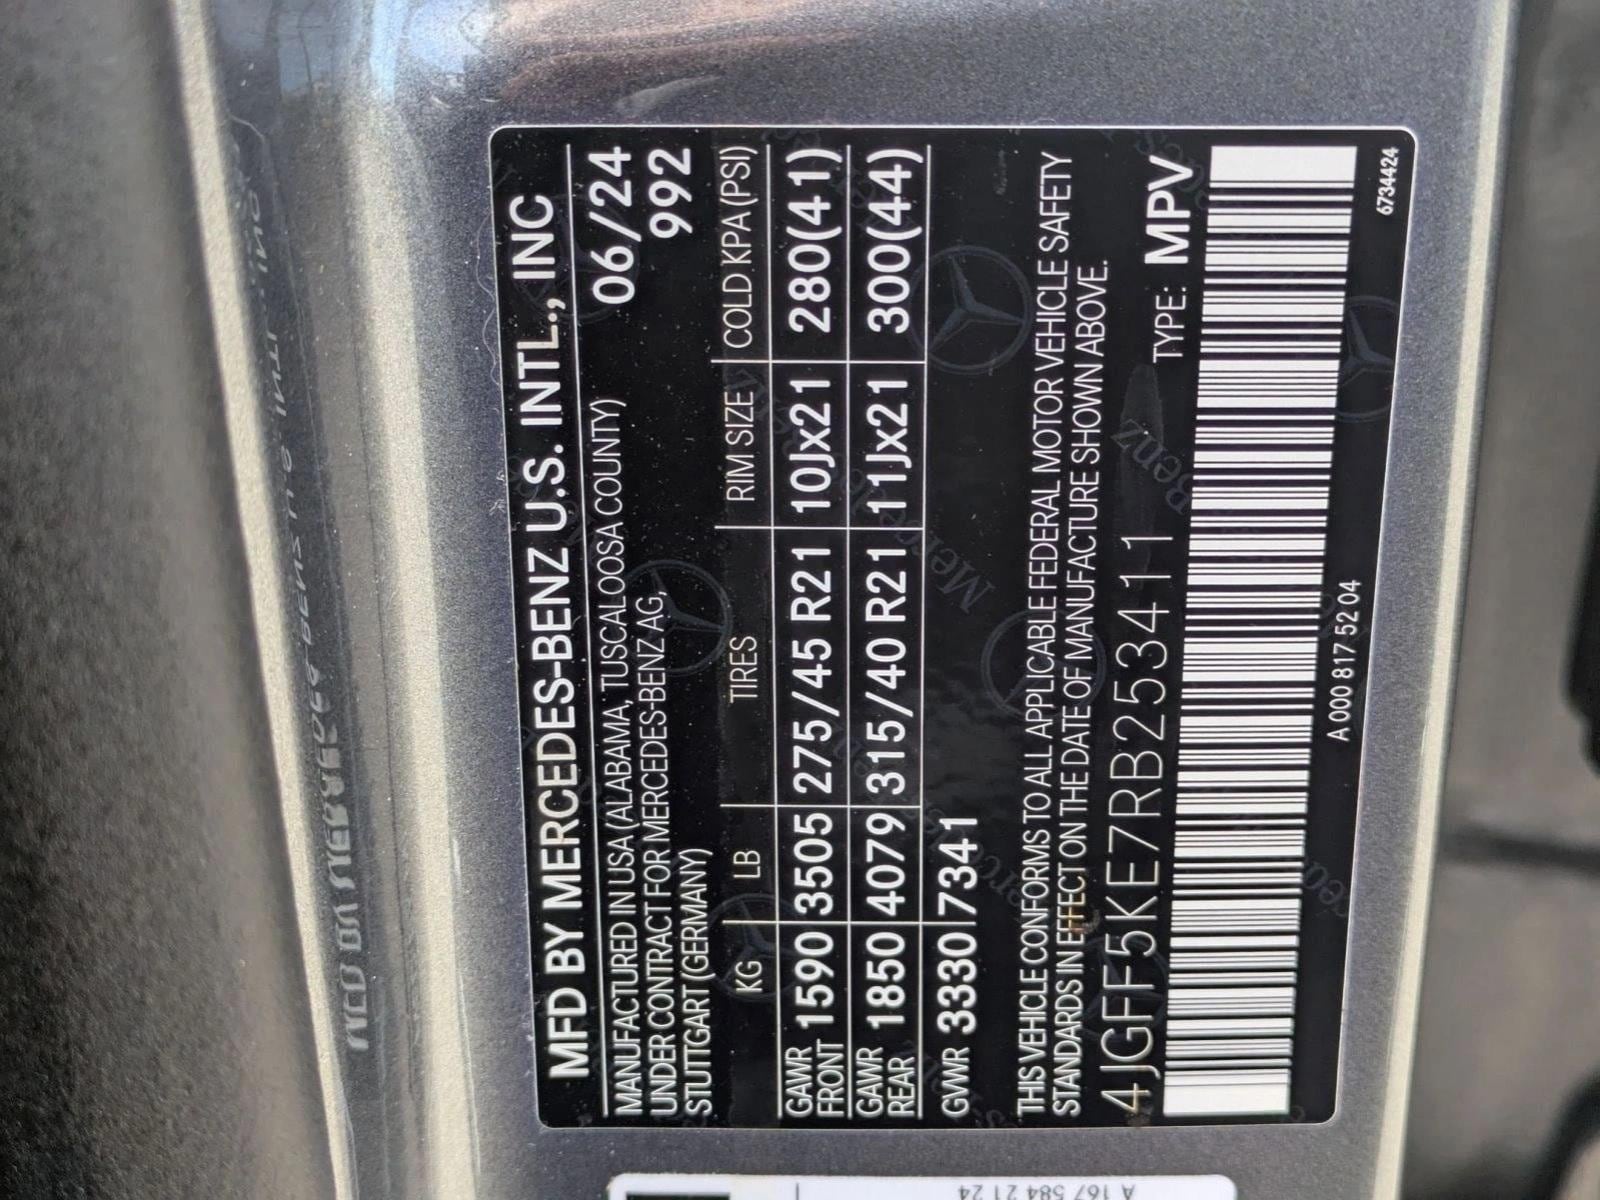 MFD BY MERCEDES-BENZ U.S. INTL., INC
MANUFACTURED IN USA (ALABAMA, TUSCALOOSA COUNTY) 06/24
UNDER CONTRACT FOR MERCEDES-BENZ AG, 992
STUTTGART (GERMANY)
KG LB TIRES RIM SIZE COLD KPA (PSI)
GAWR FRONT 1590 3505 275/45 R21 10Jx21 280(41)
GAWR REAR 1850 4079 315/40 R21 11Jx21 300(44)
GVWR 3330 7341
THIS VEHICLE CONFORMS TO ALL APPLICABLE FEDERAL MOTOR VEHICLE SAFETY
STANDARDS IN EFFECT ON THE DATE OF MANUFACTURE SHOWN ABOVE.
4JGFF5KE7RB253411 TYPE: MPV
A 000 817 52 04
6734424
A 167 584 21 24